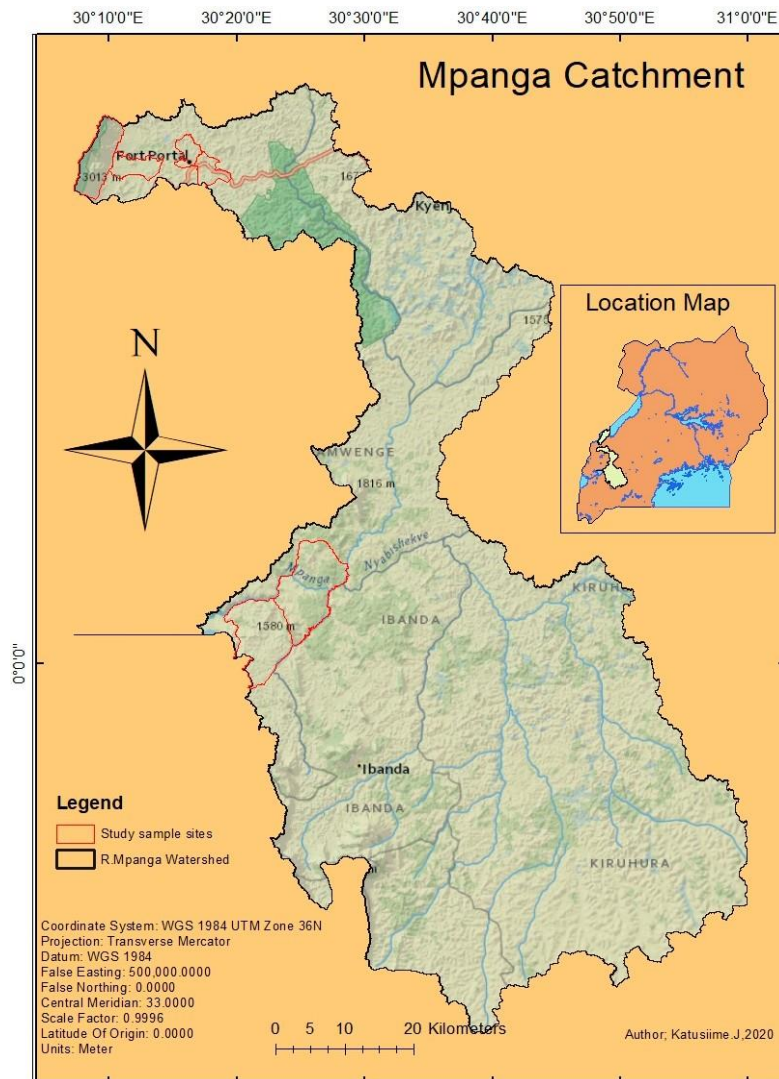 30°10'0"E 30°20'0"E 30°30'0"E 30°40'0"E 30°50'0"E 31°0'0"E
Mpanga Catchment
Fort Portal
3013 m
Location Map
N
1816 m
Mpanga
1580 m
IBANDA
0°0'0"
Ibanda
IBANDA
KIRUHURA
Legend
Study sample sites
R.Mpanga Watershed
Coordinate System: WGS 1984 UTM Zone 36N
Projection: Transverse Mercator
Datum: WGS 1984
False Easting: 500,000.0000
False Northing: 0.0000
Central Meridian: 33.0000
Scale Factor: 0.9996
Latitude Of Origin: 0.0000
Units: Meter
0 5 10 20 Kilometers
Author; Katusiime.J,2020